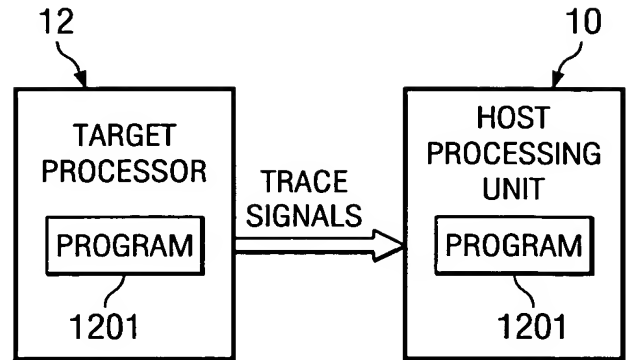 12
10
TARGET
PROCESSOR
PROGRAM
1201
TRACE
SIGNALS
HOST
PROCESSING
UNIT
PROGRAM
1201